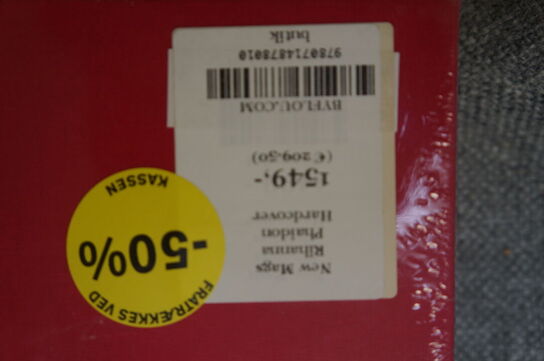 New Mags
Rihanna
Phaidon
Hardcover
1549,-
(€ 209.50)
BYFLOU.COM
9780714878010
butik
FRATRÆKKES VED
-50%
KASSEN